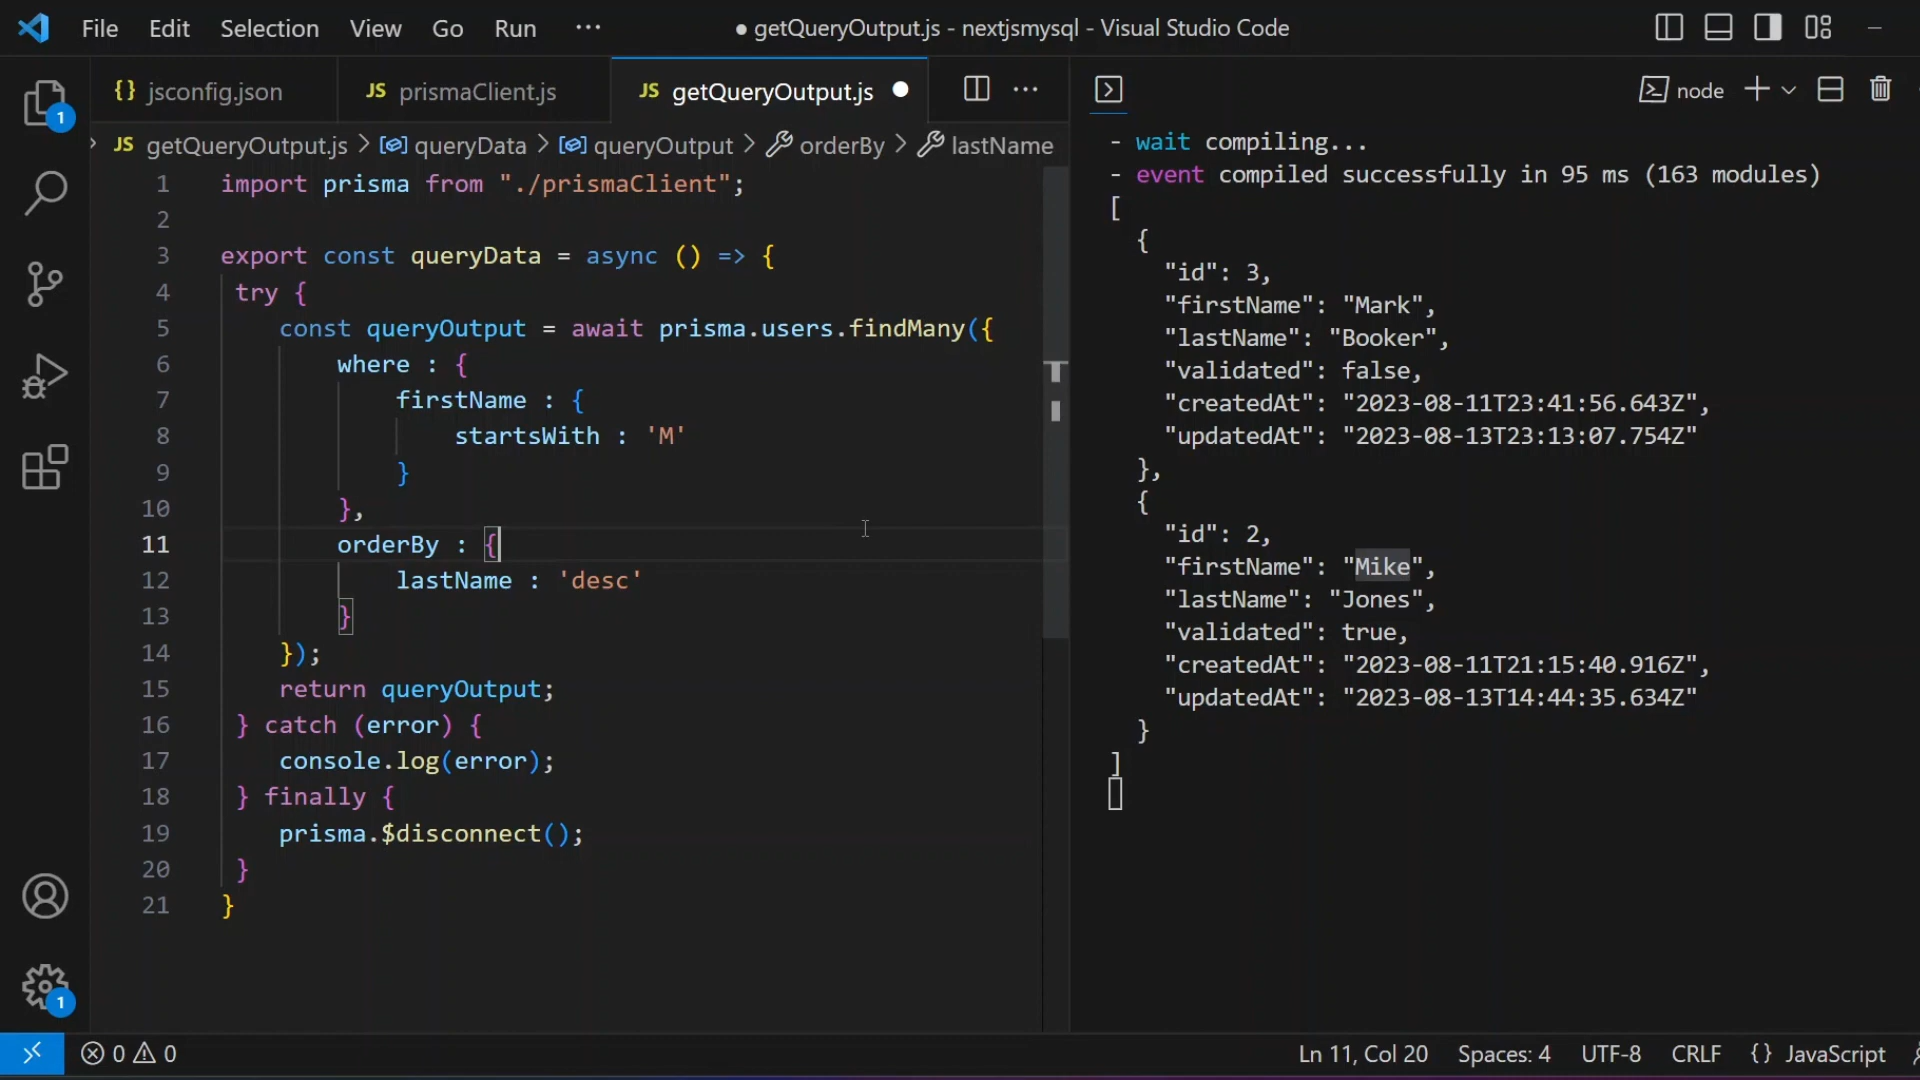 File Edit Selection View Go Run ··· ● getQueryOutput.js - nextjsmysql - Visual Studio Code
{} jsconfig.json JS prismaClient.js JS getQueryOutput.js ● ···
> JS getQueryOutput.js > queryData > queryOutput > orderBy > lastName
1 import prisma from "./prismaClient";
2
3 export const queryData = async () => {
4 try {
5 const queryOutput = await prisma.users.findMany({
6 where : {
7 firstName : {
8 startsWith : 'M'
9 }
10 },
11 orderBy : {
12 lastName : 'desc'
13 }
14 });
15 return queryOutput;
16 } catch (error) {
17 console.log(error);
18 } finally {
19 prisma.$disconnect();
20 }
21 }
node
- wait compiling...
- event compiled successfully in 95 ms (163 modules)
[
{
"id": 3,
"firstName": "Mark",
"lastName": "Booker",
"validated": false,
"createdAt": "2023-08-11T23:41:56.643Z",
"updatedAt": "2023-08-13T23:13:07.754Z"
},
{
"id": 2,
"firstName": "Mike",
"lastName": "Jones",
"validated": true,
"createdAt": "2023-08-11T21:15:40.916Z",
"updatedAt": "2023-08-13T14:44:35.634Z"
}
]
1
1
0 0 Ln 11, Col 20 Spaces: 4 UTF-8 CRLF {} JavaScript